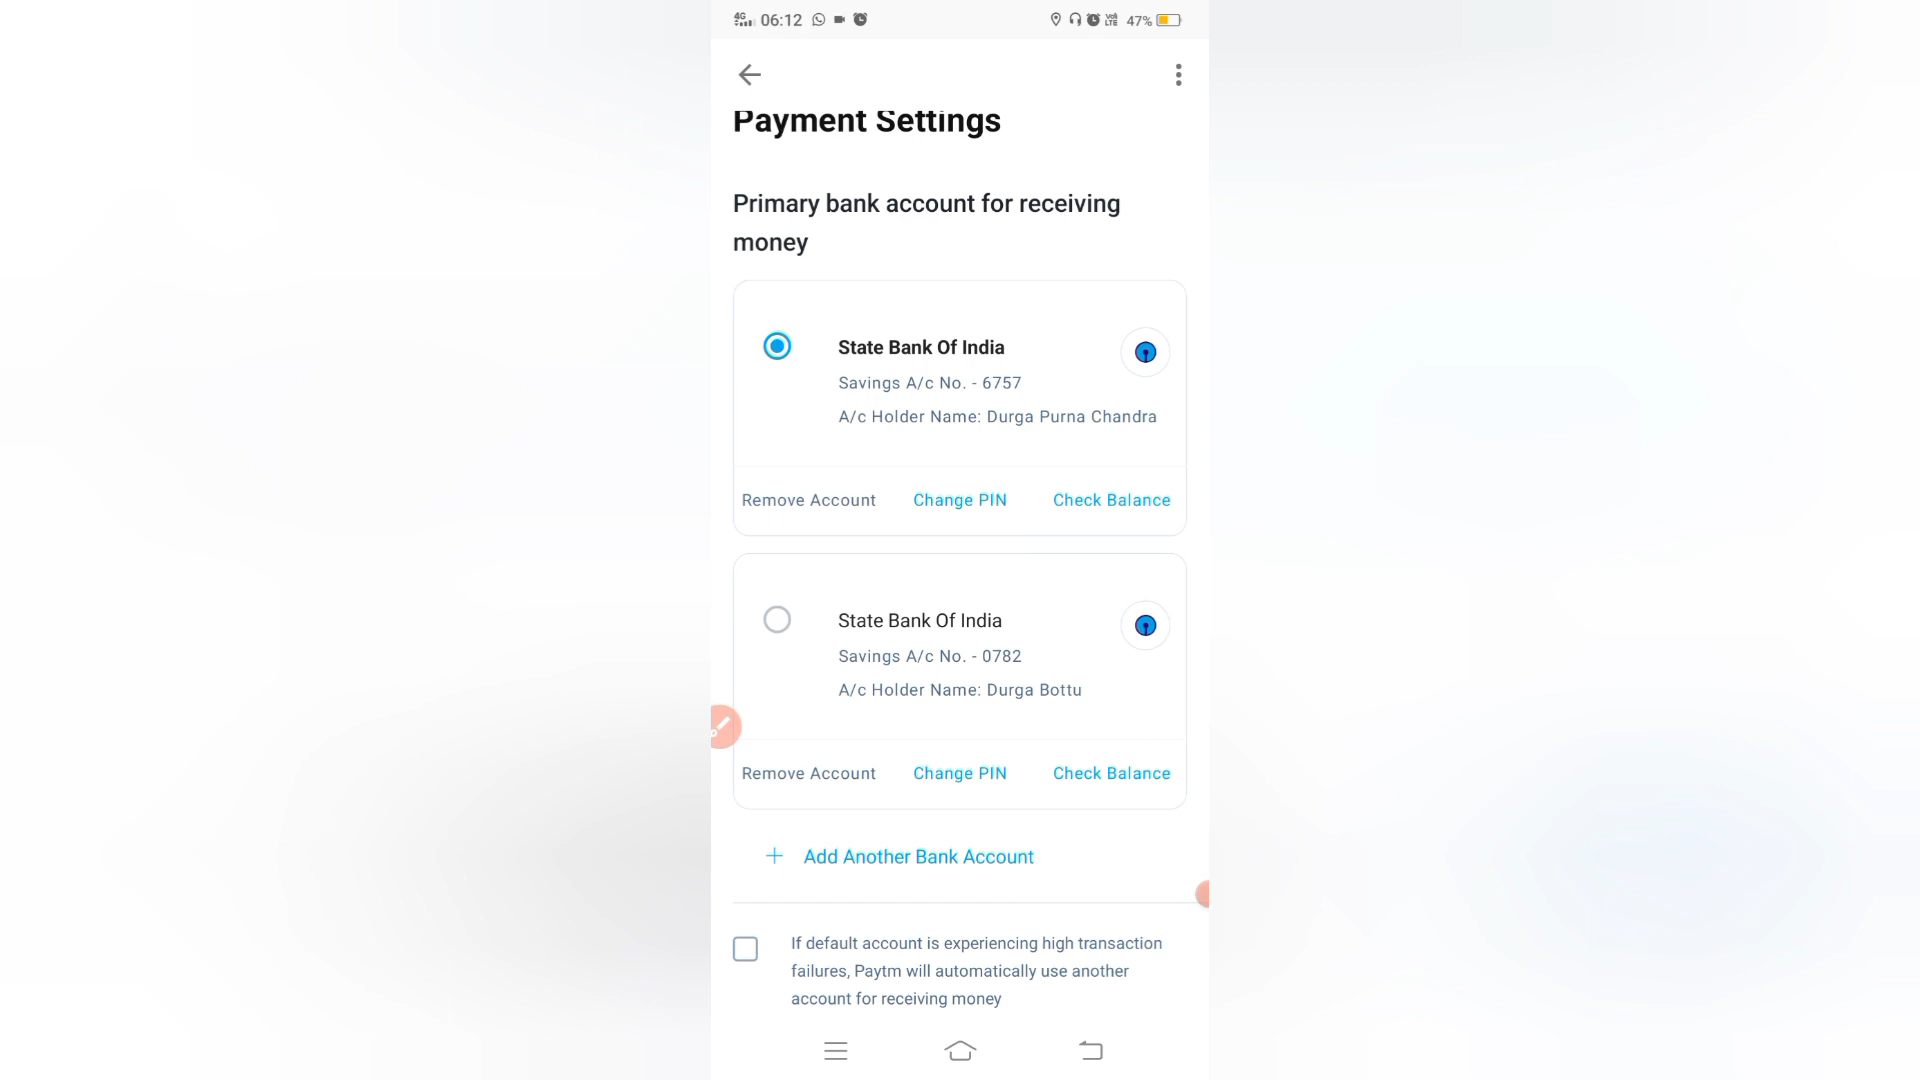 4G 06:12 VoLTE 47%
Payment Settings
Primary bank account for receiving
money
State Bank Of India
Savings A/c No. - 6757
A/c Holder Name: Durga Purna Chandra
Remove Account Change PIN Check Balance
State Bank Of India
Savings A/c No. - 0782
A/c Holder Name: Durga Bottu
Remove Account Change PIN Check Balance
+ Add Another Bank Account
If default account is experiencing high transaction
failures, Paytm will automatically use another
account for receiving money